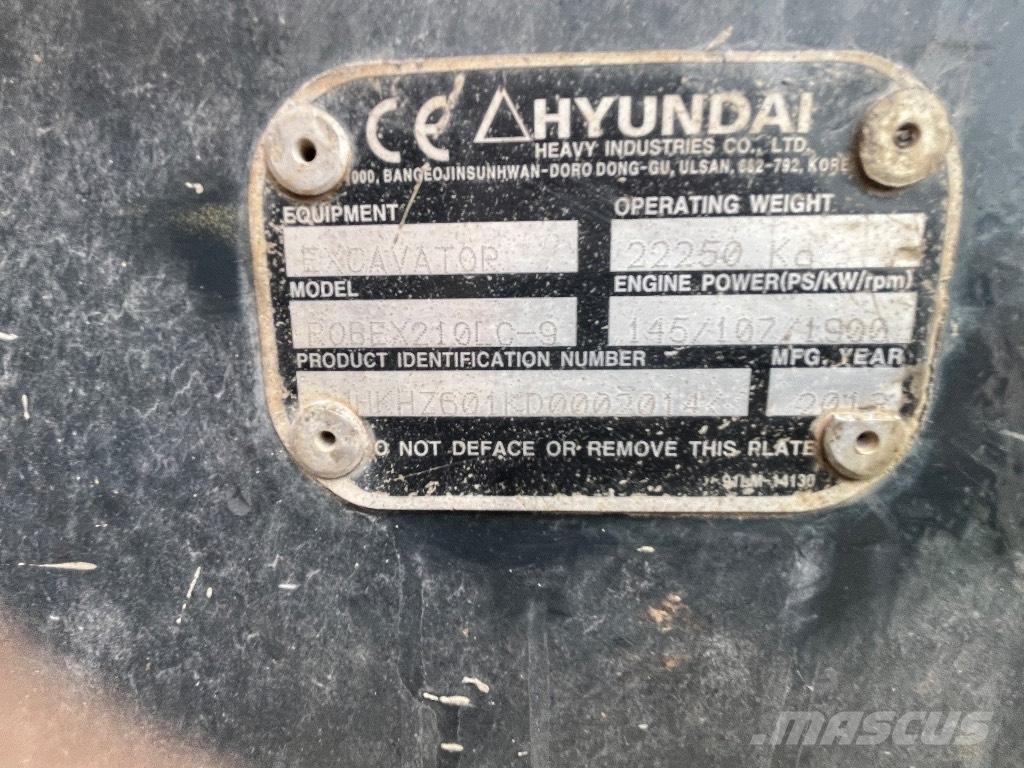 CE HYUNDAI
HEAVY INDUSTRIES CO., LTD.
1000, BANGEOJINSUNHWAN-DORO DONG-GU, ULSAN, 682-792, KOREA
EQUIPMENT OPERATING WEIGHT
EXCAVATOR 22250 Kg
MODEL ENGINE POWER(PS/KW/rpm)
ROBEX210LC-9 145/107/1900
PRODUCT IDENTIFICATION NUMBER MFG. YEAR
DO NOT DEFACE OR REMOVE THIS PLATE
MASCUS